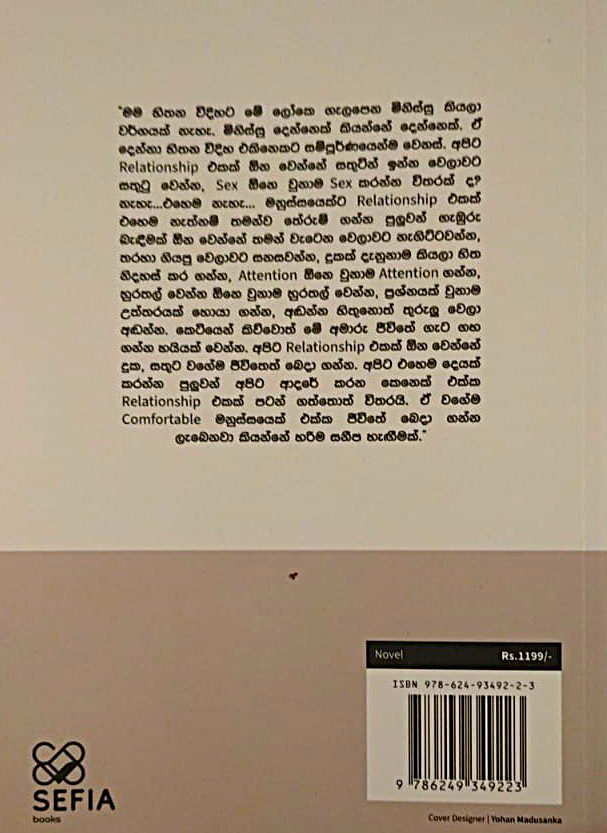 "මම හිතන විදිහට මේ ලෝකෙ ගැලපෙන මිනිස්සු කියලා
වර්ගයක් නැහැ. මිනිස්සු දෙන්නෙක් කියන්නේ දෙන්නෙක්. ඒ
දෙන්නා හිතන විදිහ එකිනෙකට සම්පූර්ණයෙන්ම වෙනස්. අපිට
Relationship එකක් ඕන වෙන්නේ සතුටින් ඉන්න වෙලාවට
සතුටු වෙන්න, Sex ඕනෙ වුනාම Sex කරන්න විතරක් ද?
නැහැ...එහෙම නැහැ... මනුස්සයෙක්ට Relationship එකක්
එහෙම නැත්නම් තමන්ව තේරුම් ගන්න පුලුවන් ගැඹුරු
බැඳීමක් ඕන වෙන්නේ තමන් වැටෙන වෙලාවට නැගිට්ටවන්න,
තරහා ගියපු වෙලාවට සනසවන්න, දුකක් දැනුනාම කියලා හිත
නිදහස් කර ගන්න, Attention ඕනෙ වුනාම Attention ගන්න,
හුරතල් වෙන්න ඕනෙ වුනාම හුරතල් වෙන්න, ප්‍රශ්නයක් වුනාම
උත්තරයක් හොයා ගන්න, අඬන්න හිතුනොත් තුරුලු වෙලා
අඬන්න. කෙටියෙන් කිව්වොත් මේ අමාරු ජීවිතේ ගැට ගහ
ගන්න හයියක් වෙන්න. අපිට Relationship එකක් ඕන වෙන්නේ
දුක, සතුට වගේම ජීවිතෙත් බෙදා ගන්න. අපිට එහෙම දෙයක්
කරන්න පුලුවන් අපිට ආදරේ කරන කෙනෙක් එක්ක
Relationship එකක් පටන් ගත්තොත් විතරයි. ඒ වගේම
Comfortable මනුස්සයෙක් එක්ක ජීවිතේ බෙදා ගන්න
ලැබෙනවා කියන්නේ හරිම සනීප හැඟීමක්."
Novel Rs.1199/-
ISBN 978-624-93492-2-3
9 786249 349223
SEFIA
books
Cover Designer | Yohan Madusanka